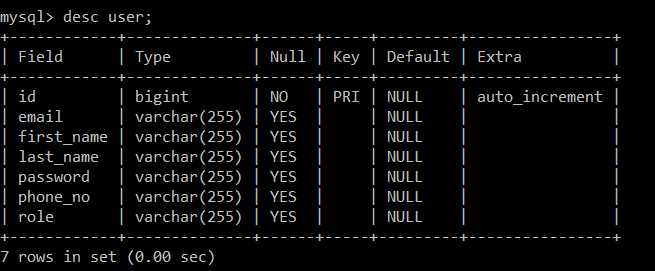 mysql> desc user;
+------------+--------------+------+-----+---------+----------------+
| Field      | Type         | Null | Key | Default | Extra          |
+------------+--------------+------+-----+---------+----------------+
| id         | bigint       | NO   | PRI | NULL    | auto_increment |
| email      | varchar(255) | YES  |     | NULL    |                |
| first_name | varchar(255) | YES  |     | NULL    |                |
| last_name  | varchar(255) | YES  |     | NULL    |                |
| password   | varchar(255) | YES  |     | NULL    |                |
| phone_no   | varchar(255) | YES  |     | NULL    |                |
| role       | varchar(255) | YES  |     | NULL    |                |
+------------+--------------+------+-----+---------+----------------+
7 rows in set (0.00 sec)